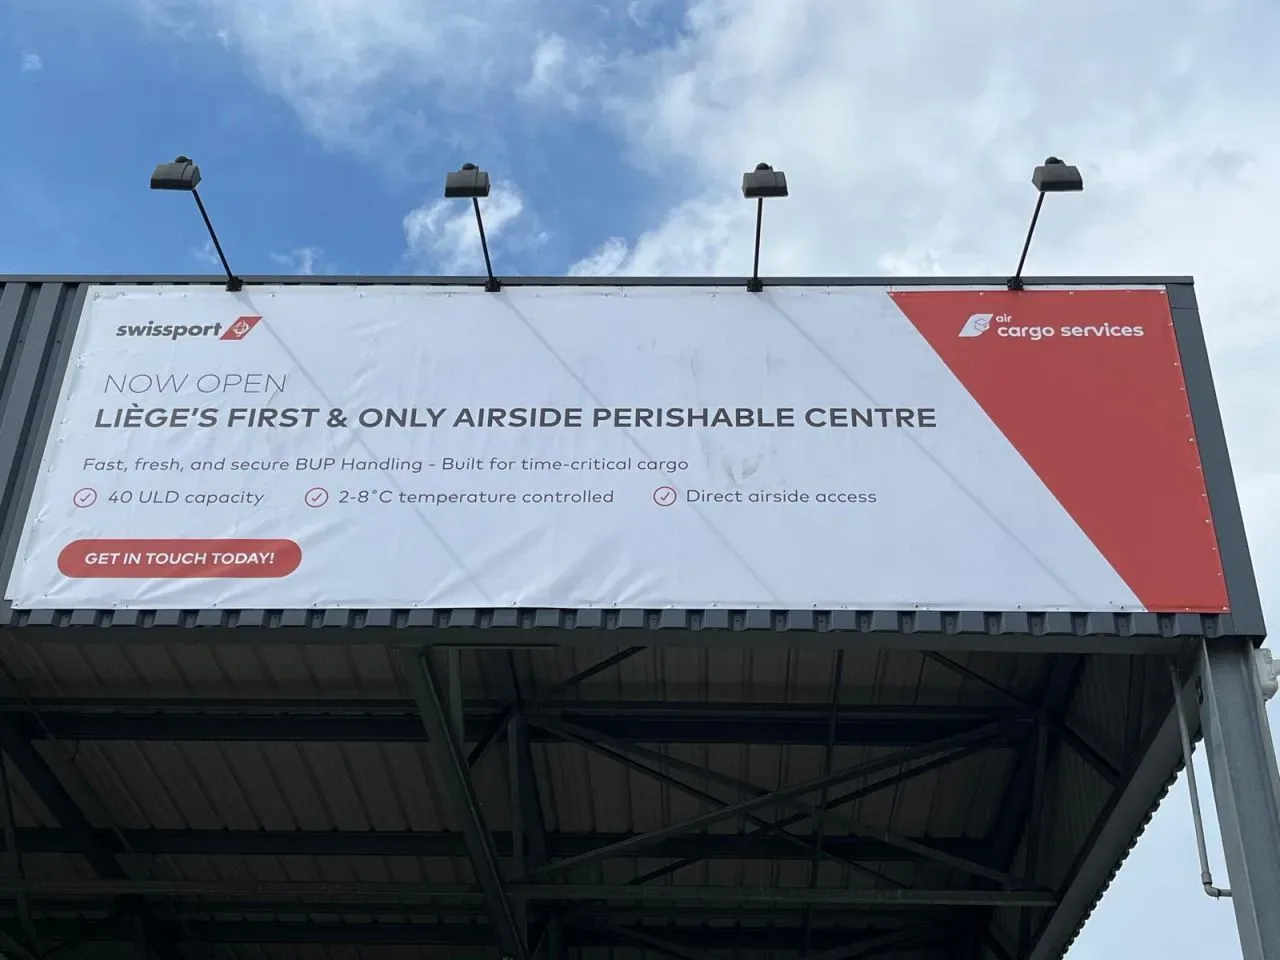 swissport
air
cargo services
NOW OPEN
LIÈGE'S FIRST & ONLY AIRSIDE PERISHABLE CENTRE
Fast, fresh, and secure BUP Handling - Built for time-critical cargo
40 ULD capacity
2-8°C temperature controlled
Direct airside access
GET IN TOUCH TODAY!